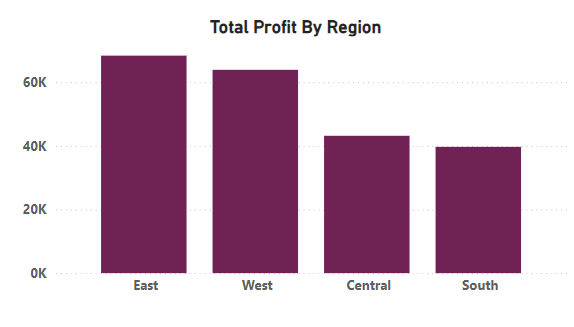 Total Profit By Region
60K
40K
20K
0K
East West Central South